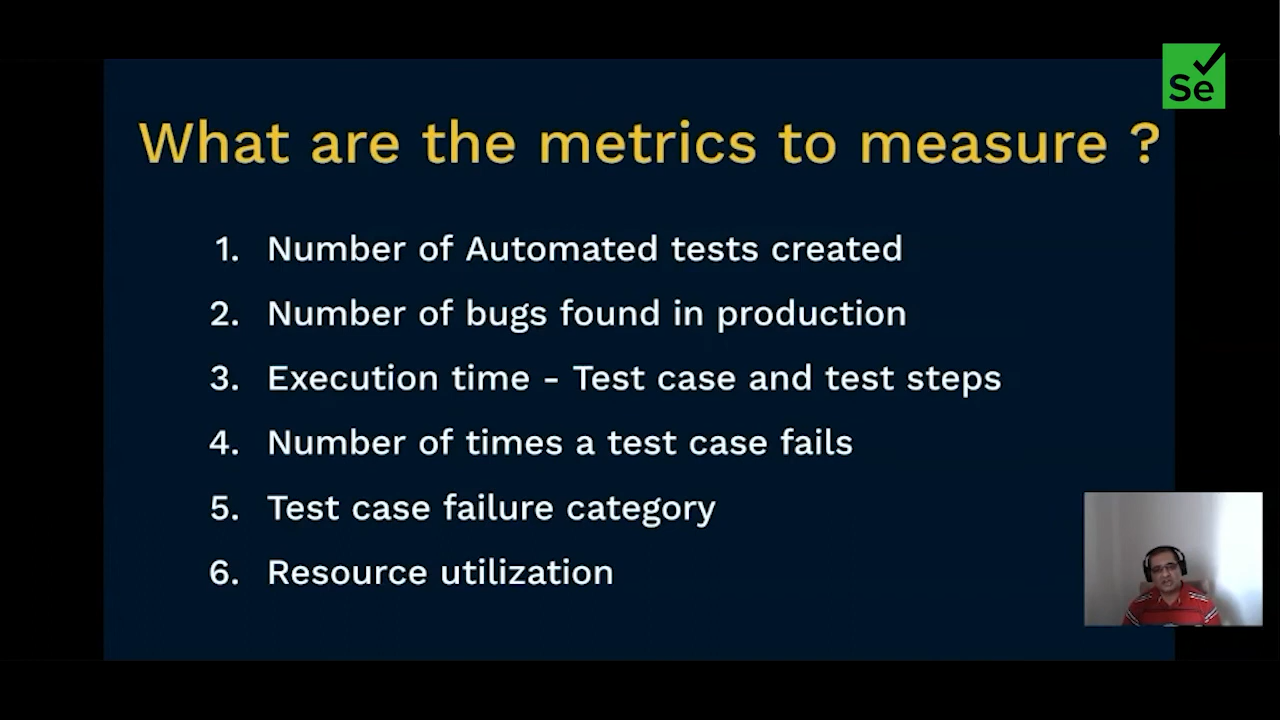 Se
What are the metrics to measure ?
1. Number of Automated tests created
2. Number of bugs found in production
3. Execution time - Test case and test steps
4. Number of times a test case fails
5. Test case failure category
6. Resource utilization